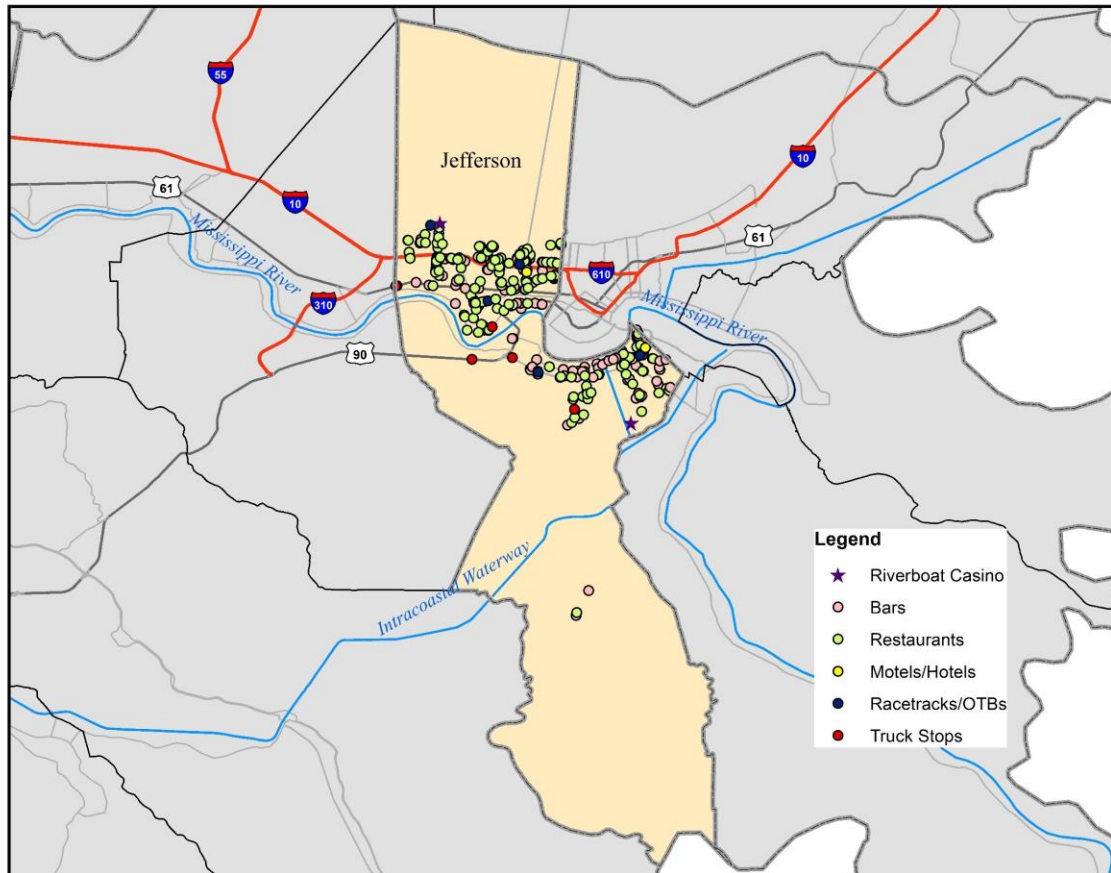 55
Jefferson
10
61
10
Mississippi River
61
610
310
Mississippi River
90
Legend
Riverboat Casino
Bars
Restaurants
Motels/Hotels
Racetracks/OTBs
Truck Stops
Intracoastal Waterway